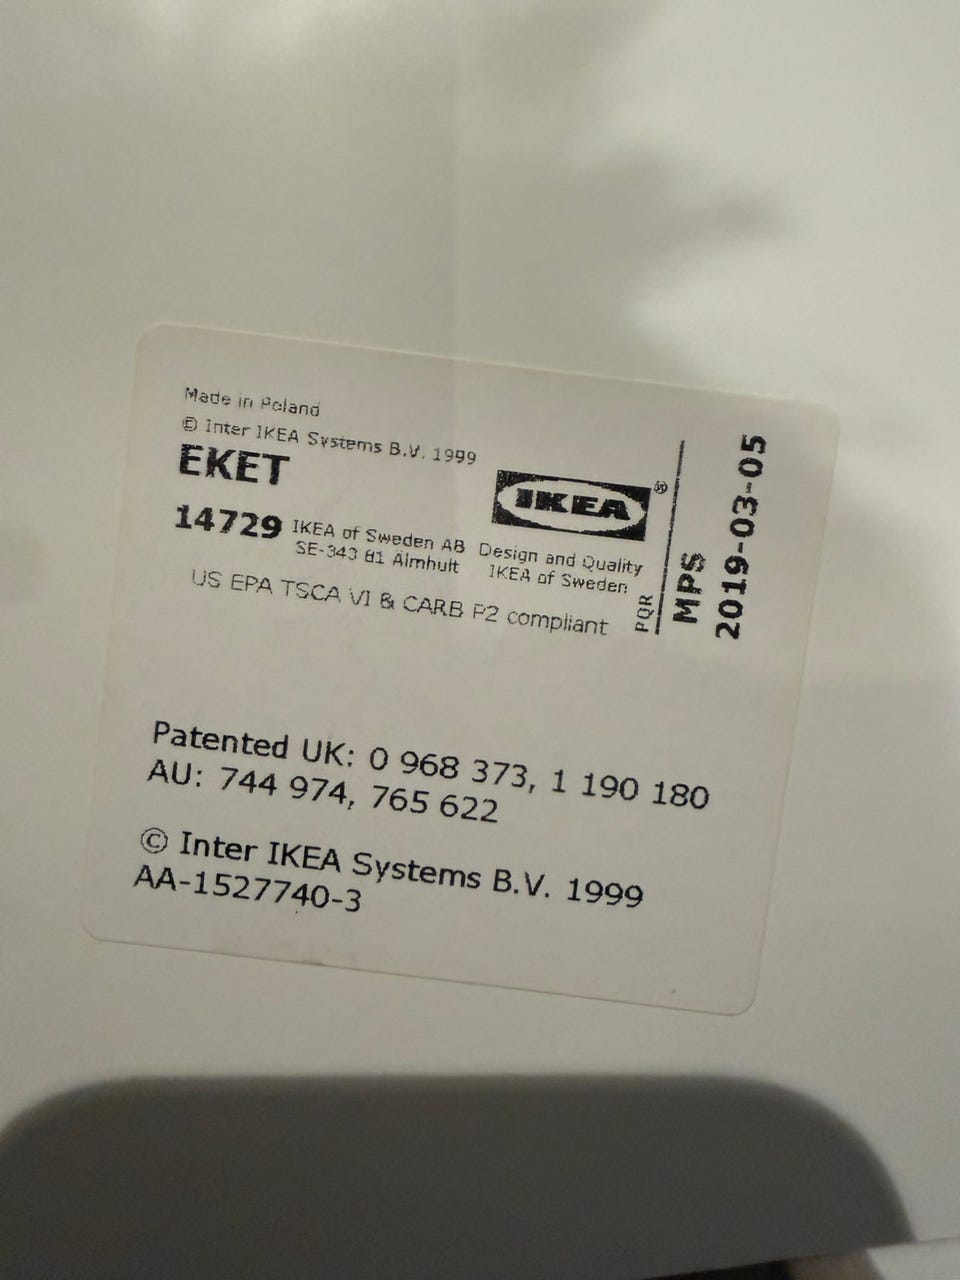 Made in Poland
© Inter IKEA Systems B.V. 1999
EKET
14729
IKEA of Sweden AB
SE-343 81 Älmhult
IKEA®
Design and Quality
IKEA of Sweden
US EPA TSCA VI & CARB P2 compliant
PQR
MPS
2019-03-05
Patented UK: 0 968 373, 1 190 180
AU: 744 974, 765 622
© Inter IKEA Systems B.V. 1999
AA-1527740-3